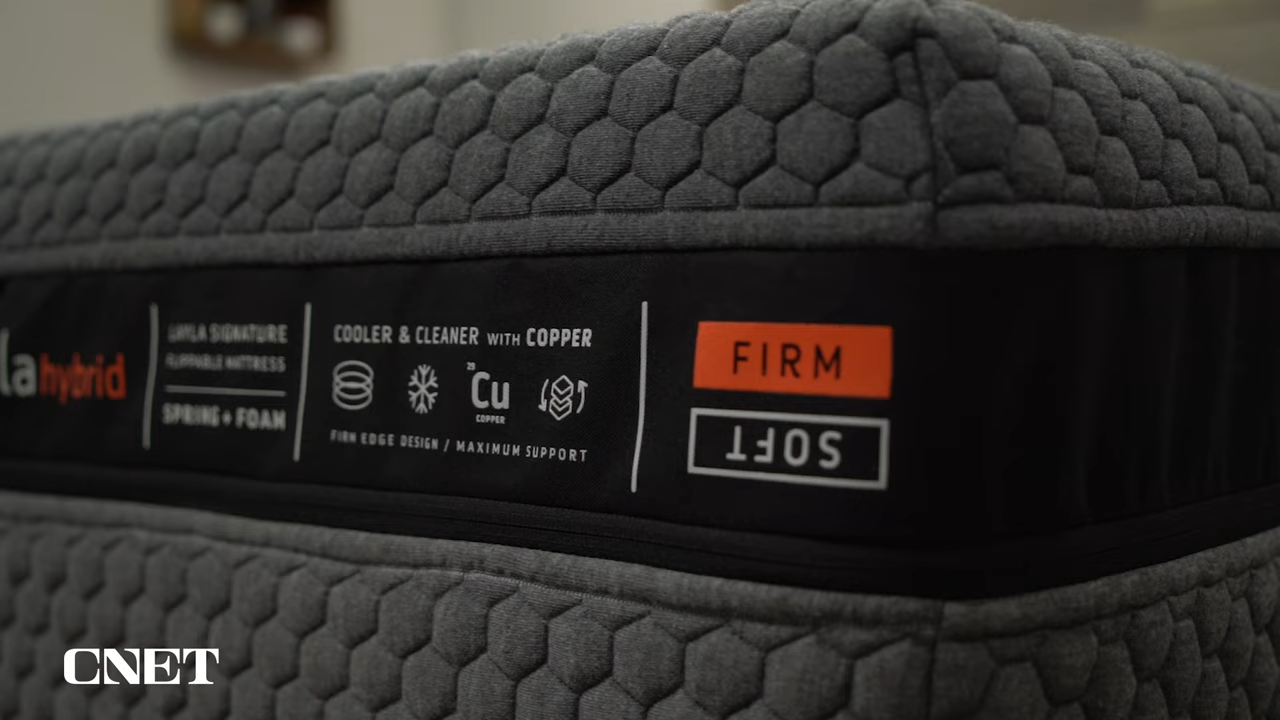 la hybrid
LAYLA SIGNATURE
FLIPPABLE MATTRESS
SPRING + FOAM
COOLER & CLEANER WITH COPPER
29
Cu
COPPER
FIRM EDGE DESIGN / MAXIMUM SUPPORT
FIRM
SOFT
CNET